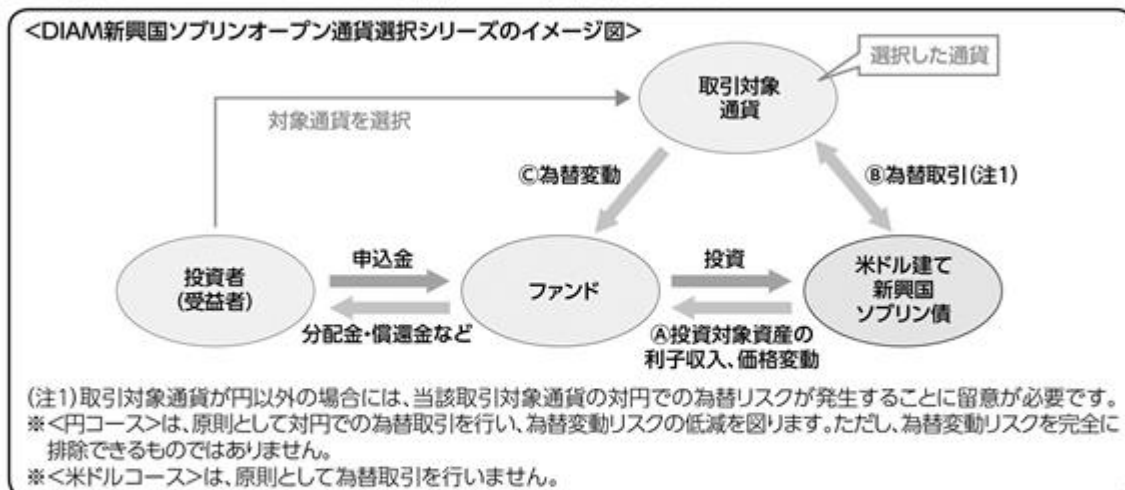 <DIAM新興国ソブリンオープン通貨選択シリーズのイメージ図>
選択した通貨
取引対象
通貨
対象通貨を選択
Ⓒ為替変動
Ⓑ為替取引(注1)
投資者
(受益者)
申込金
分配金・償還金など
ファンド
投資
Ⓐ投資対象資産の
利子収入、価格変動
米ドル建て
新興国
ソブリン債
(注1)取引対象通貨が円以外の場合には、当該取引対象通貨の対円での為替リスクが発生することに留意が必要です。
※<円コース>は、原則として対円での為替取引を行い、為替変動リスクの低減を図ります。ただし、為替変動リスクを完全に
排除できるものではありません。
※<米ドルコース>は、原則として為替取引を行いません。